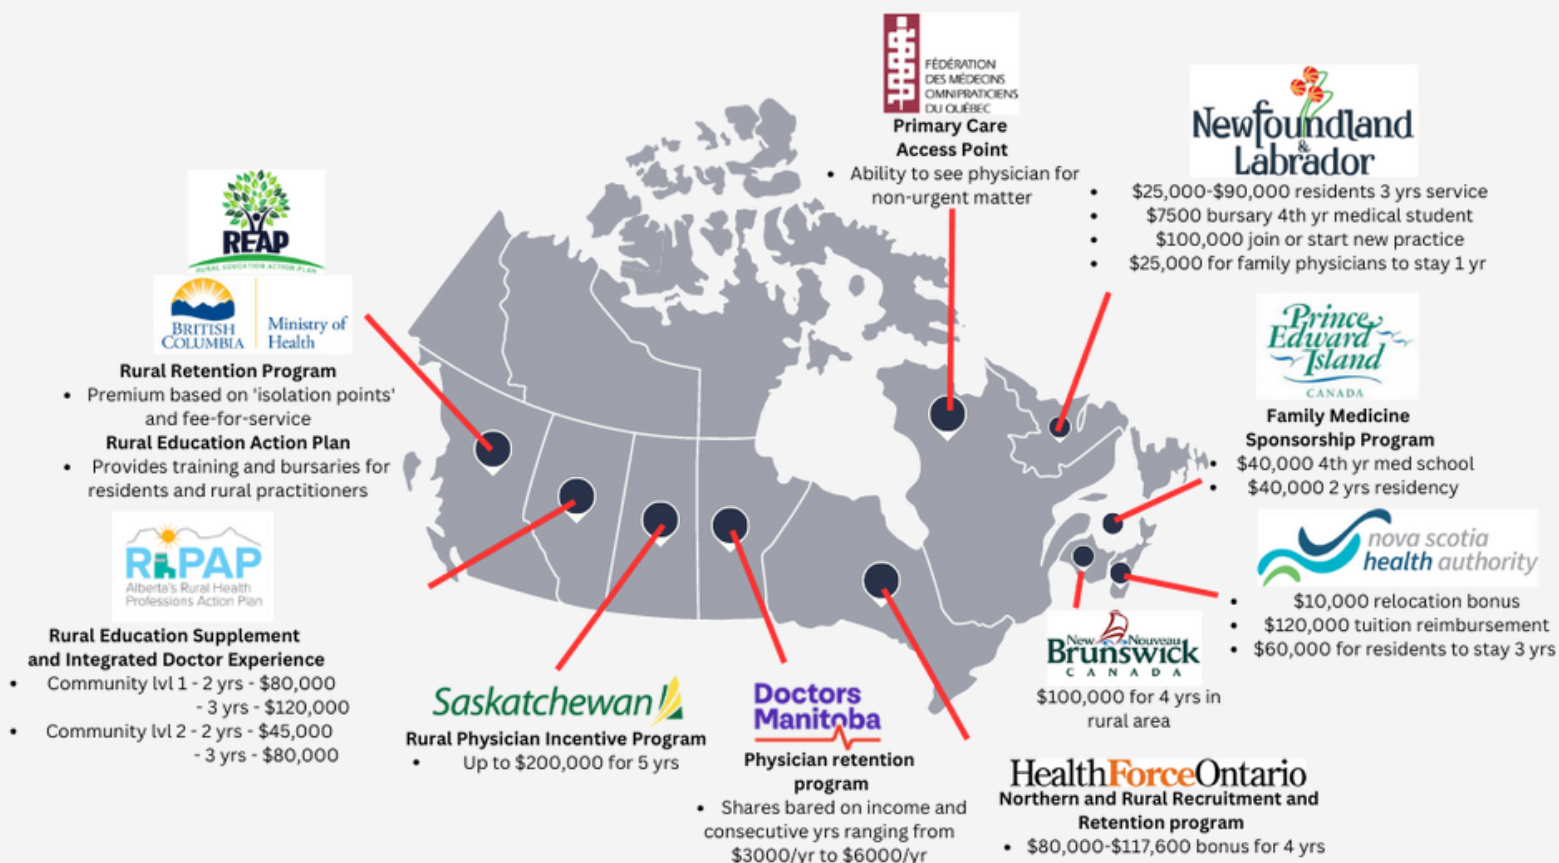 FÉDÉRATION
DES MÉDECINS
OMNIPRATICIENS
DU QUÉBEC
Primary Care
Access Point
• Ability to see physician for
non-urgent matter
Newfoundland
&
Labrador
• $25,000-$90,000 residents 3 yrs service
• $7500 bursary 4th yr medical student
• $100,000 join or start new practice
• $25,000 for family physicians to stay 1 yr
REAP
RURAL EDUCATION ACTION PLAN
BRITISH
COLUMBIA
Ministry of
Health
Rural Retention Program
• Premium based on 'isolation points'
and fee-for-service
Rural Education Action Plan
• Provides training and bursaries for
residents and rural practitioners
Prince
Edward
Island
CANADA
Family Medicine
Sponsorship Program
• $40,000 4th yr med school
• $40,000 2 yrs residency
RhPAP
Alberta's Rural Health
Professions Action Plan
Rural Education Supplement
and Integrated Doctor Experience
• Community lvl 1 - 2 yrs - $80,000
- 3 yrs - $120,000
• Community lvl 2 - 2 yrs - $45,000
- 3 yrs - $80,000
nova scotia
health authority
• $10,000 relocation bonus
• $120,000 tuition reimbursement
• $60,000 for residents to stay 3 yrs
New Nouveau
Brunswick
CANADA
$100,000 for 4 yrs in
rural area
Saskatchewan
Rural Physician Incentive Program
• Up to $200,000 for 5 yrs
Doctors
Manitoba
Physician retention
program
• Shares bared on income and
consecutive yrs ranging from
$3000/yr to $6000/yr
HealthForceOntario
Northern and Rural Recruitment and
Retention program
• $80,000-$117,600 bonus for 4 yrs